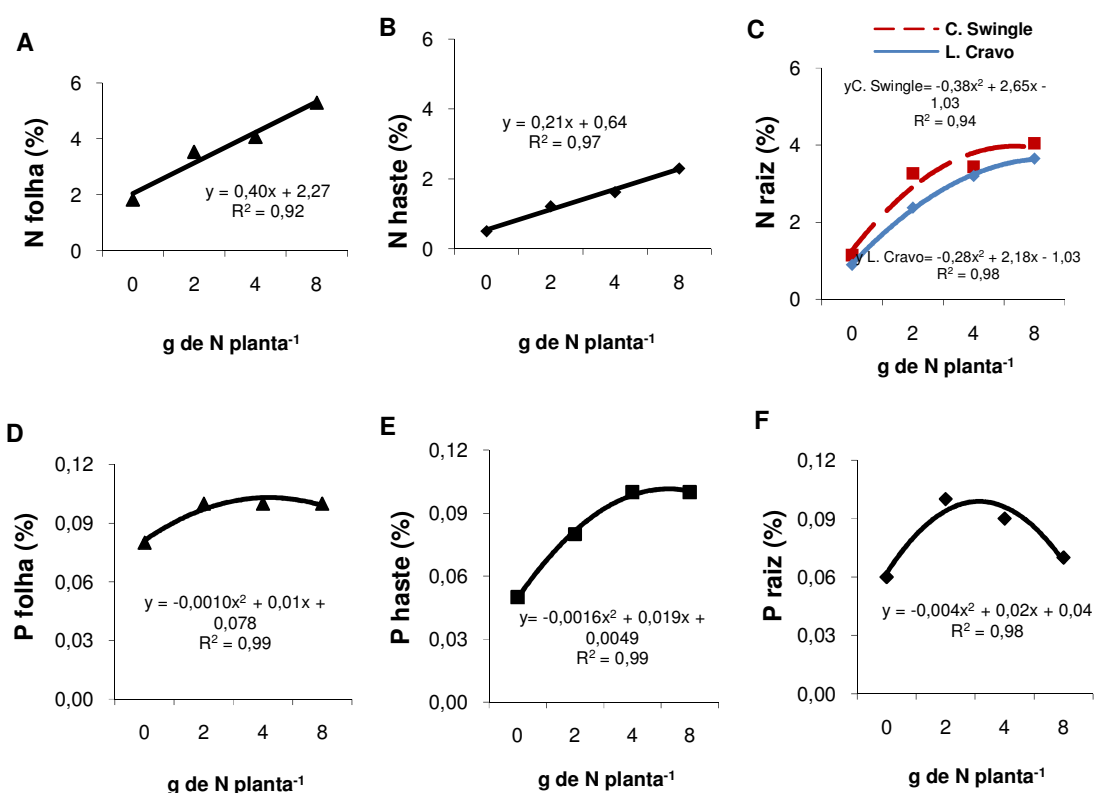 A
6
4
2
0
N folha (%)
y = 0,40x + 2,27
R² = 0,92
0 2 4 8
g de N planta⁻¹
B
6
4
2
0
N haste (%)
y = 0,21x + 0,64
R² = 0,97
0 2 4 8
g de N planta⁻¹
C
C. Swingle
L. Cravo
6
4
2
0
N raiz (%)
yC. Swingle= -0,38x² + 2,65x -
1,03
R² = 0,94
y L. Cravo= -0,28x² + 2,18x - 1,03
R² = 0,98
0 2 4 8
g de N planta⁻¹
D
0,12
0,09
0,06
0,03
0,00
P folha (%)
y = -0,0010x² + 0,01x +
0,078
R² = 0,99
0 2 4 8
g de N planta⁻¹
E
0,12
0,09
0,06
0,03
0,00
P haste (%)
y= -0,0016x² + 0,019x +
0,0049
R² = 0,99
0 2 4 8
g de N planta⁻¹
F
0,12
0,09
0,06
0,03
0,00
P raiz (%)
y = -0,004x² + 0,02x + 0,04
R² = 0,98
0 2 4 8
g de N planta⁻¹